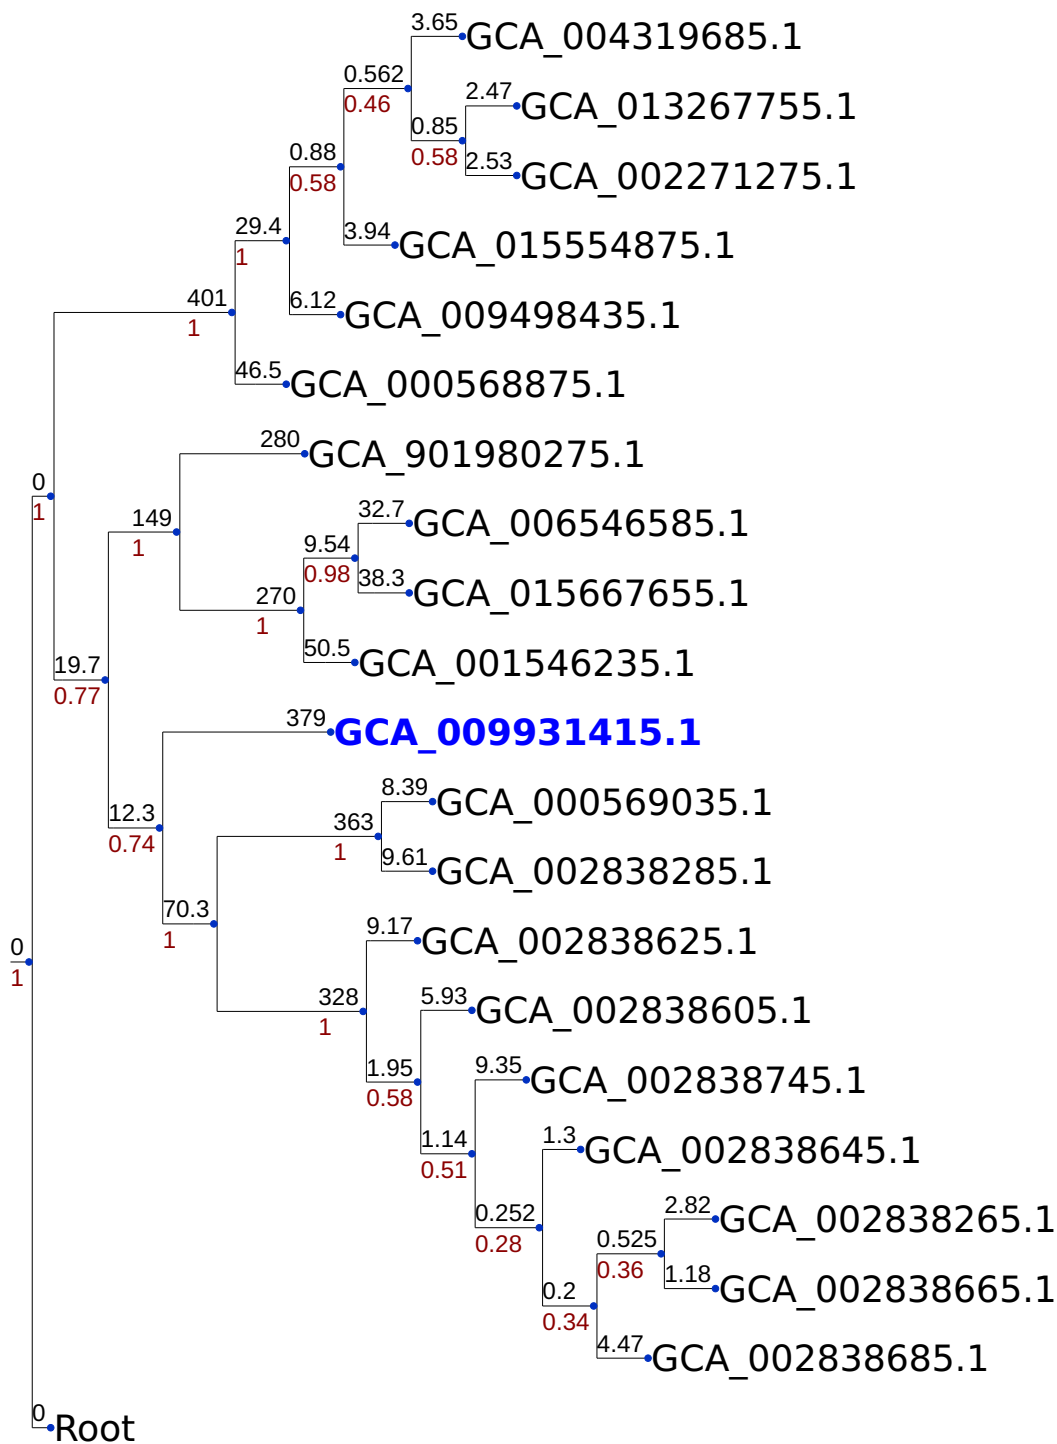 3.65
GCA_004319685.1
0.562
0.46
2.47
GCA_013267755.1
0.85
0.58
2.53
GCA_002271275.1
0.88
0.58
3.94
GCA_015554875.1
29.4
1
6.12
GCA_009498435.1
401
1
46.5
GCA_000568875.1
280
GCA_901980275.1
0
1
149
1
32.7
GCA_006546585.1
9.54
0.98
38.3
GCA_015667655.1
270
1
50.5
GCA_001546235.1
19.7
0.77
379
GCA_009931415.1
12.3
0.74
8.39
GCA_000569035.1
363
1
9.61
GCA_002838285.1
70.3
1
9.17
GCA_002838625.1
0
1
328
1
5.93
GCA_002838605.1
1.95
0.58
9.35
GCA_002838745.1
1.14
0.51
1.3
GCA_002838645.1
0.252
0.28
2.82
GCA_002838265.1
0.525
0.36
1.18
GCA_002838665.1
0.2
0.34
4.47
GCA_002838685.1
0
Root